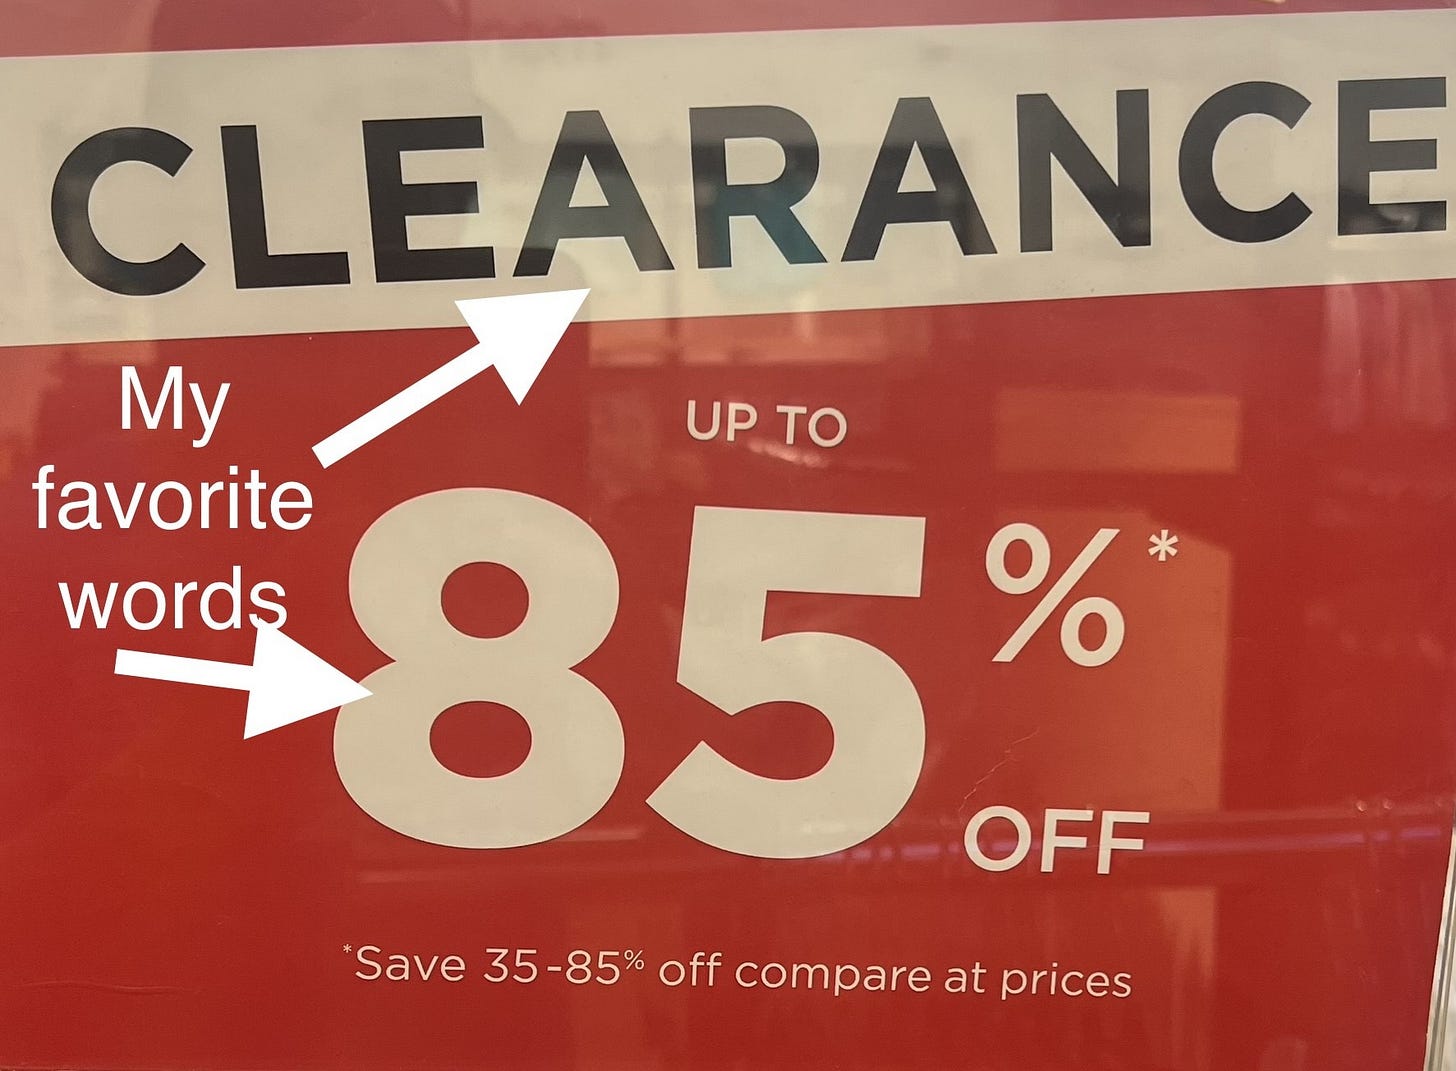 CLEARANCE
My
favorite
words
UP TO
85%*
OFF
*Save 35-85% off compare at prices